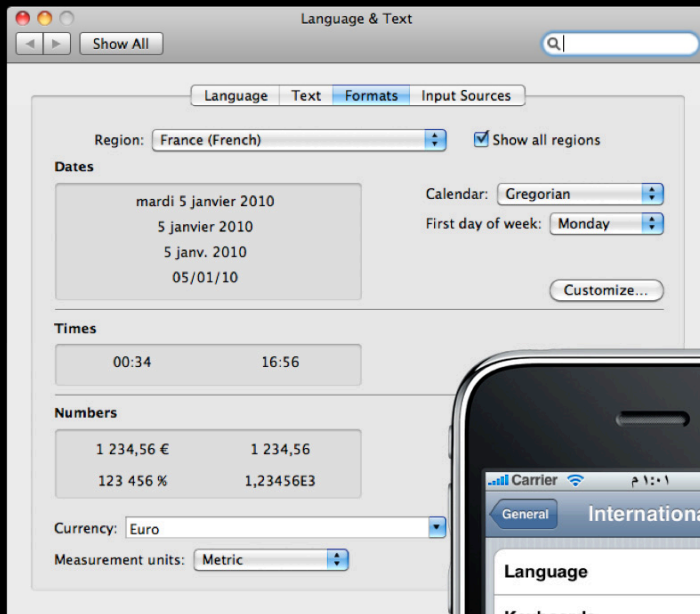 Language & Text
Show All
Language Text Formats Input Sources
Region: France (French) Show all regions
Dates
mardi 5 janvier 2010
5 janvier 2010
5 janv. 2010
05/01/10
Calendar: Gregorian
First day of week: Monday
Customize...
Times
00:34 16:56
Numbers
1 234,56 € 1 234,56
123 456 % 1,23456E3
Currency: Euro
Measurement units: Metric
Carrier ١:٠١ م
General Internationa
Language